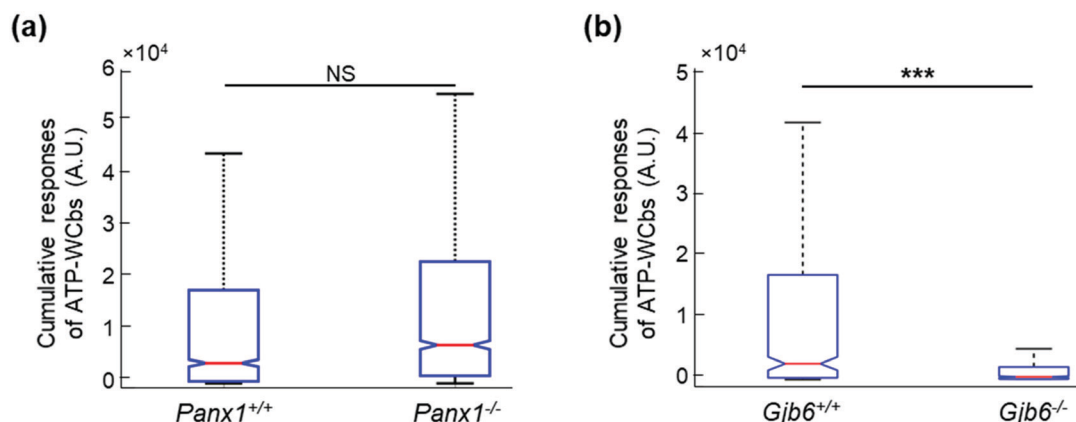 (a)
×10⁴
6
5
4
3
2
1
0
Cumulative responses
of ATP-WCbs (A.U.)
NS
Panx1+/+
Panx1-/-
(b)
×10⁴
5
4
3
2
1
0
Cumulative responses
of ATP-WCbs (A.U.)
***
Gjb6+/+
Gjb6-/-